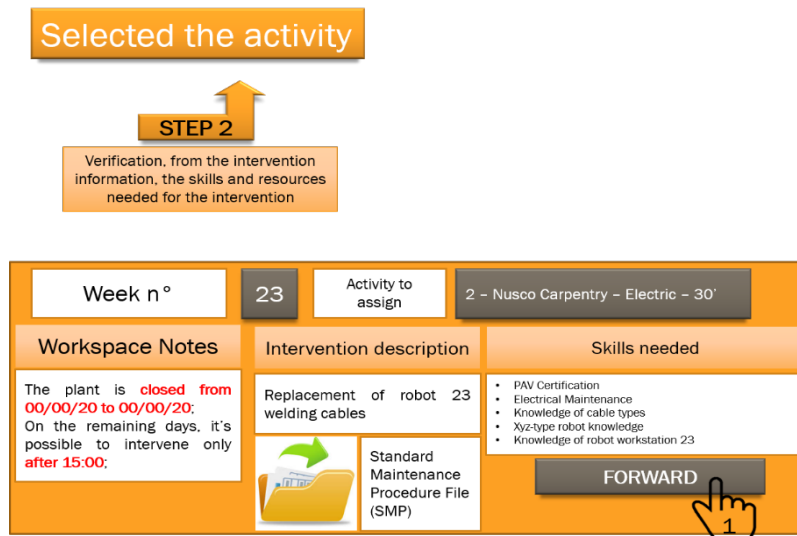 Selected the activity
STEP 2
Verification, from the intervention
information, the skills and resources
needed for the intervention
Week n°
23
Activity to
assign
2 – Nusco Carpentry – Electric – 30'
Workspace Notes
The plant is closed from
00/00/20 to 00/00/20;
On the remaining days, it's
possible to intervene only
after 15:00;
Intervention description
Replacement of robot 23
welding cables
Standard
Maintenance
Procedure File
(SMP)
Skills needed
• PAV Certification
• Electrical Maintenance
• Knowledge of cable types
• Xyz-type robot knowledge
• Knowledge of robot workstation 23
FORWARD
1